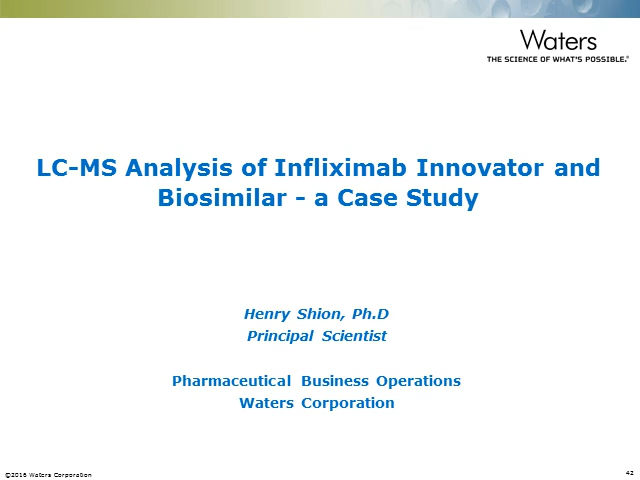 Waters
THE SCIENCE OF WHAT'S POSSIBLE.®
LC-MS Analysis of Infliximab Innovator and
Biosimilar - a Case Study
Henry Shion, Ph.D
Principal Scientist
Pharmaceutical Business Operations
Waters Corporation
©2016 Waters Corporation
42